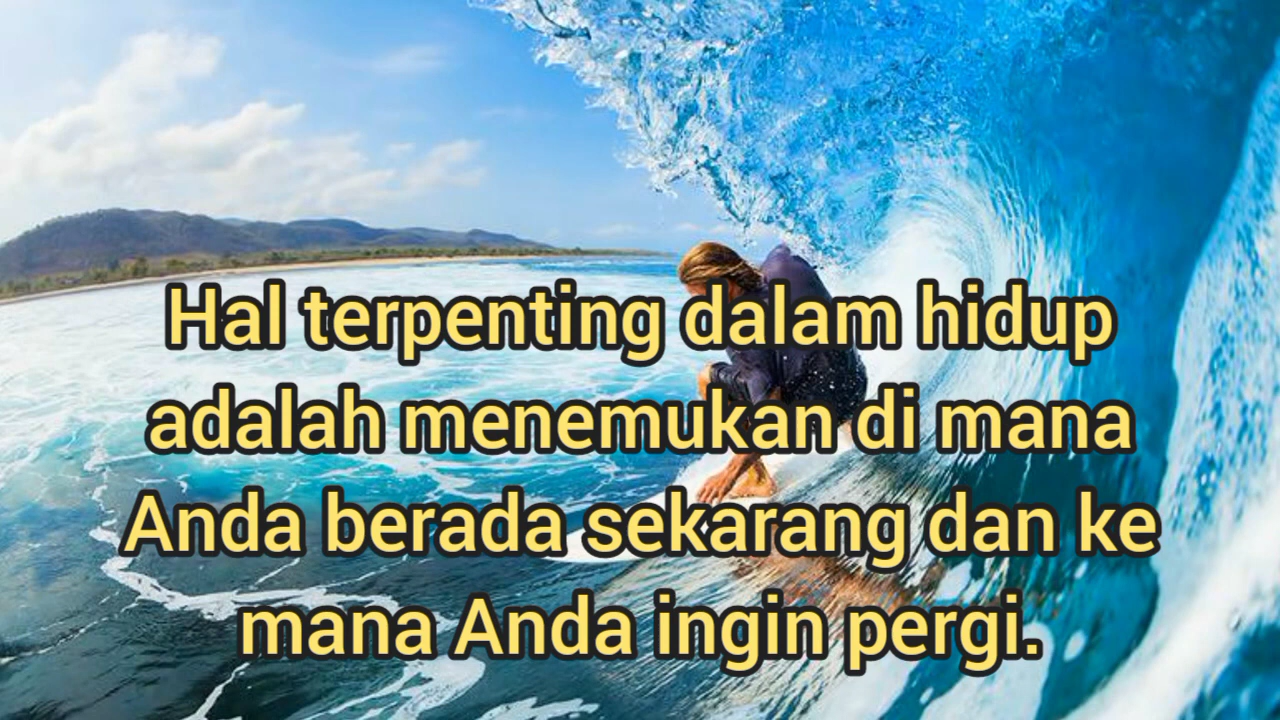 Hal terpenting dalam hidup
adalah menemukan di mana
Anda berada sekarang dan ke
mana Anda ingin pergi.